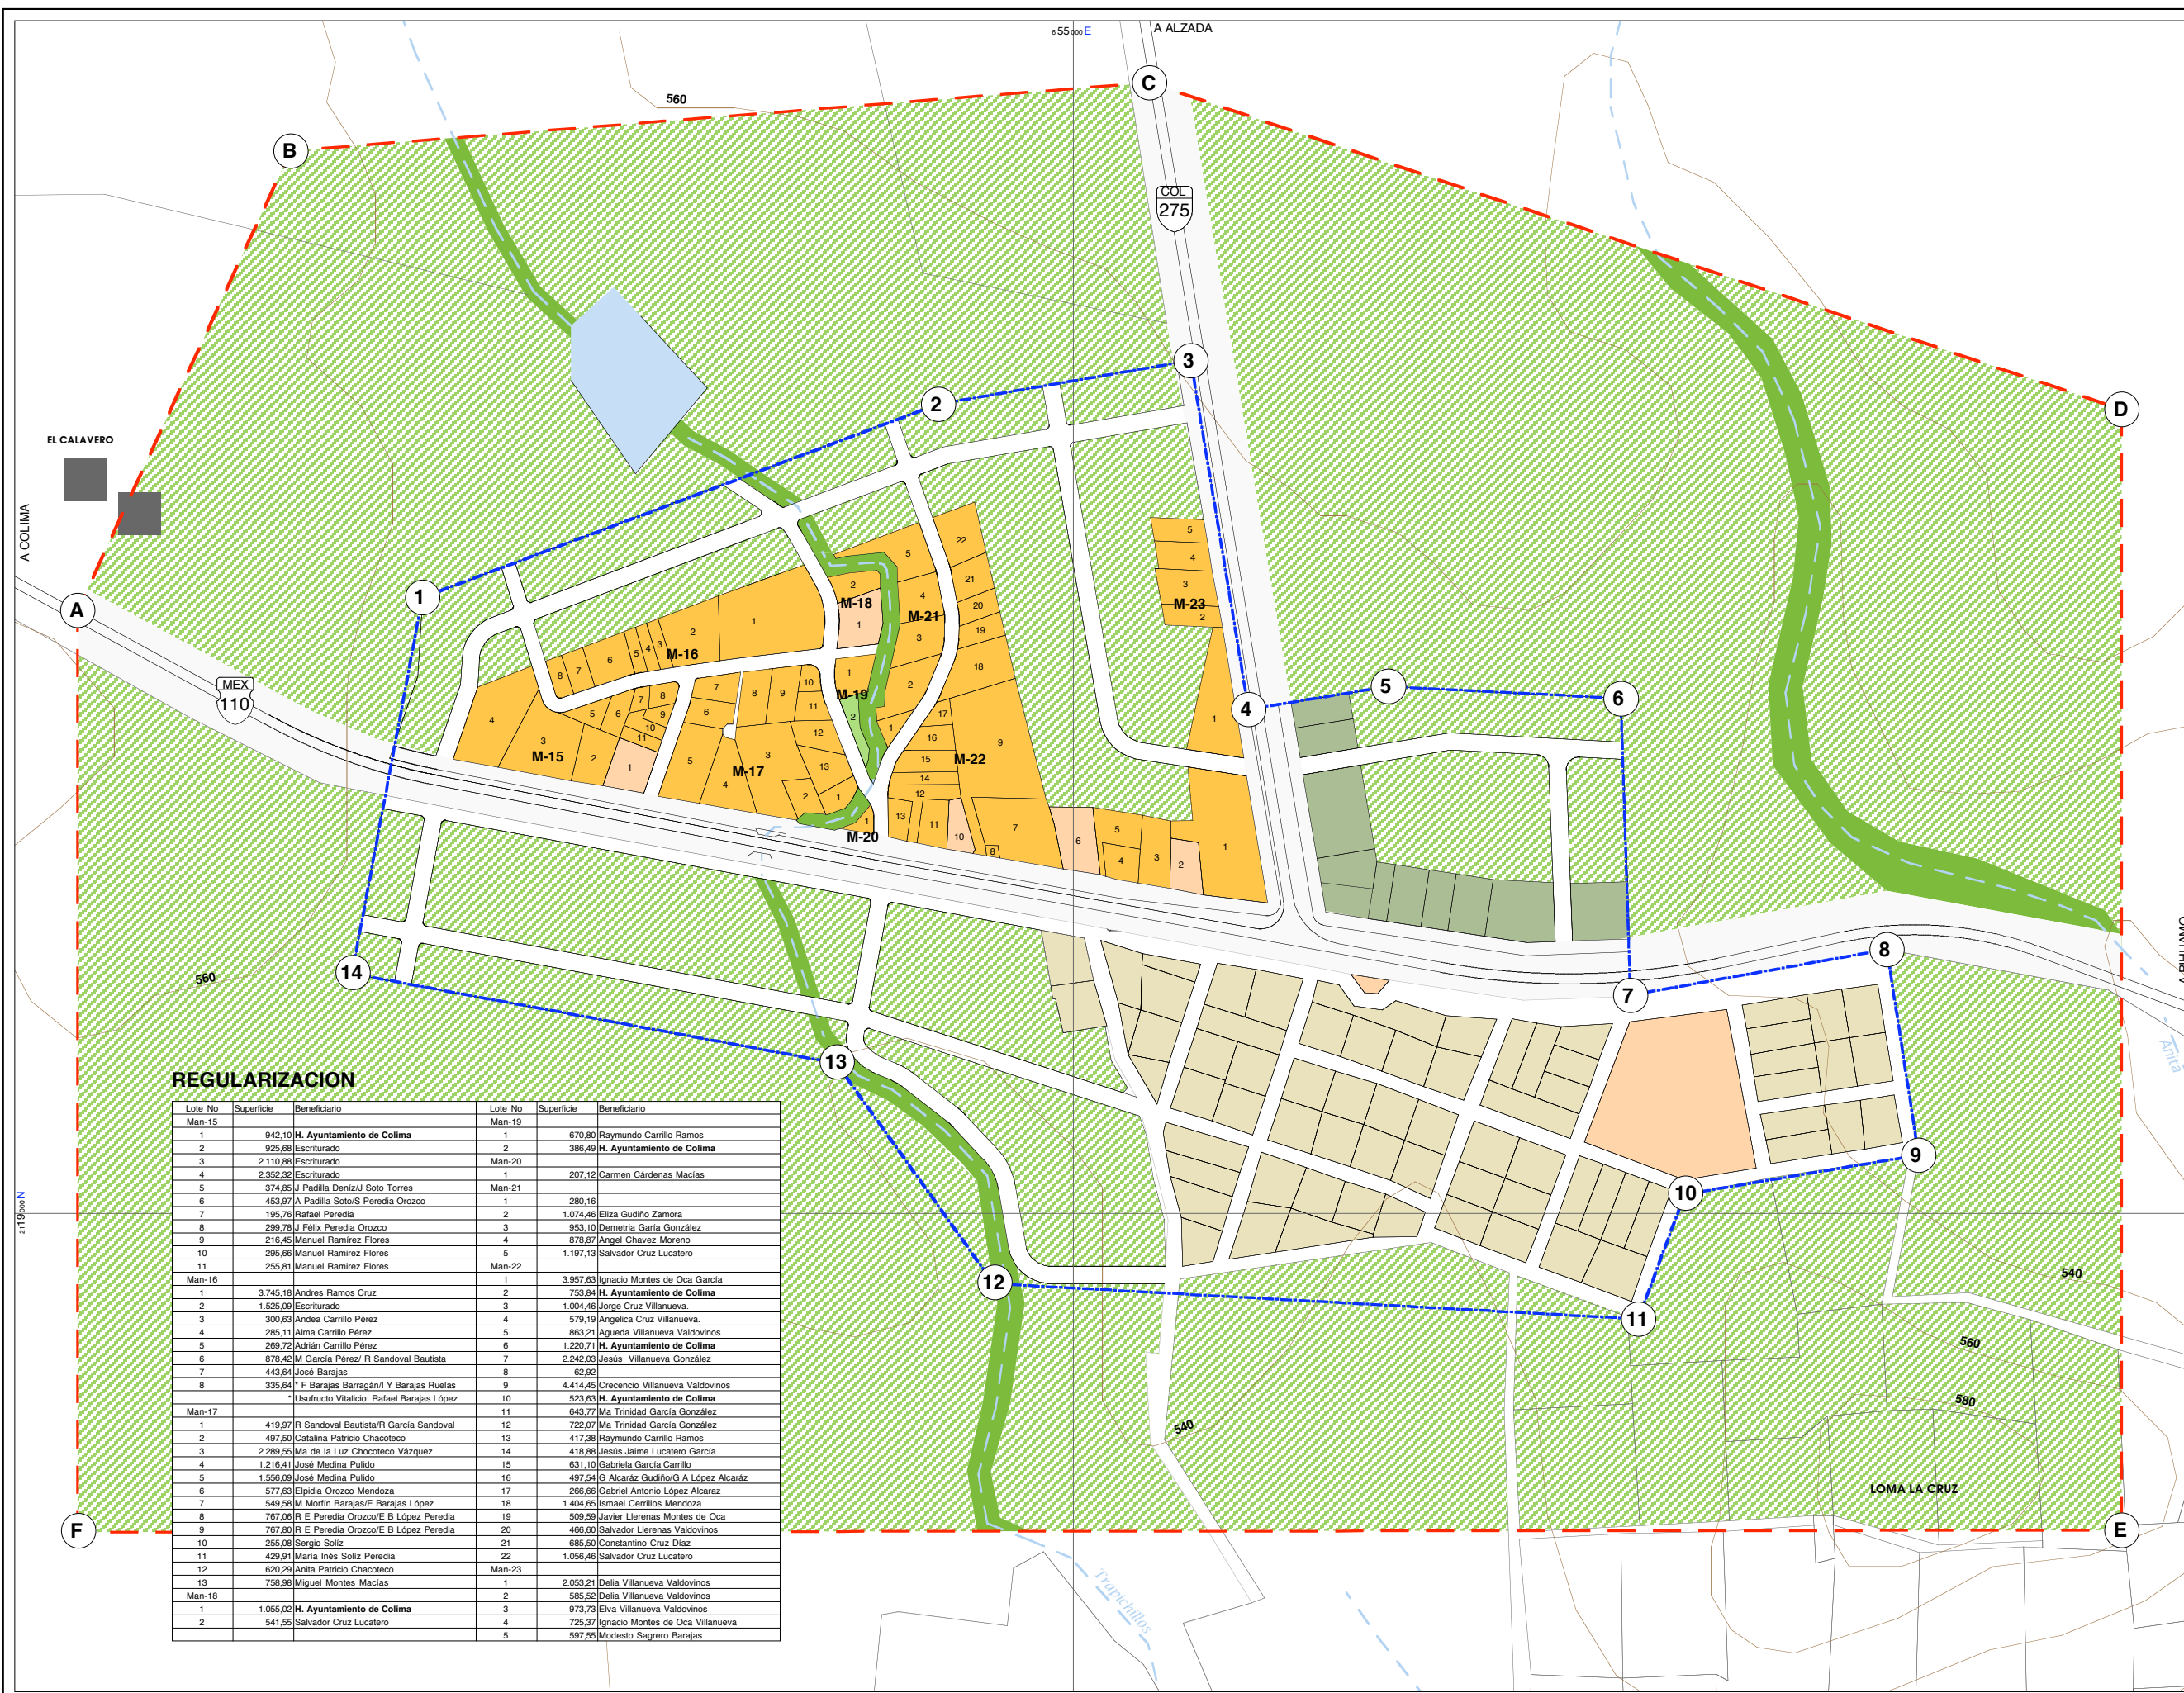 A ALZADA
655000 E
560
C
B
COL
275
3
2
D
EL CALAVERO
A COLIMA
1
A
MEX
110
M-18
M-21
M-16
M-23
M-19
M-15
M-17
M-22
M-20
4
5
6
7
8
9
10
11
12
13
14
560
2119000 N
540
560
580
540
LOMA LA CRUZ
F
E
Trapichillos
Anita
REGULARIZACION
Lote No Superficie Beneficiario Lote No Superficie Beneficiario
Man-15 Man-19
1 942,10 H. Ayuntamiento de Colima 1 670,80 Raymundo Carrillo Ramos
2 925,68 Escriturado 2 386,49 H. Ayuntamiento de Colima
3 2.110,88 Escriturado Man-20
4 2.352,32 Escriturado 1 207,12 Carmen Cárdenas Macías
5 374,85 J Padilla Deníz/J Soto Torres Man-21
6 453,97 A Padilla Soto/S Peredia Orozco 1 280,16
7 195,76 Rafael Peredia 2 1.074,46 Eliza Gudiño Zamora
8 299,78 J Félix Peredia Orozco 3 953,10 Demetria Garía González
9 216,45 Manuel Ramírez Flores 4 878,87 Angel Chavez Moreno
10 295,66 Manuel Ramirez Flores 5 1.197,13 Salvador Cruz Lucatero
11 255,81 Manuel Ramirez Flores Man-22
Man-16 1 3.957,63 Ignacio Montes de Oca García
1 3.745,18 Andres Ramos Cruz 2 753,84 H. Ayuntamiento de Colima
2 1.525,09 Escriturado 3 1.004,46 Jorge Cruz Villanueva.
3 300,63 Andea Carrillo Pérez 4 579,19 Angelica Cruz Villanueva.
4 285,11 Alma Carrillo Pérez 5 863,21 Agueda Villanueva Valdovinos
5 269,72 Adrián Carrillo Pérez 6 1.220,71 H. Ayuntamiento de Colima
6 878,42 M García Pérez/ R Sandoval Bautista 7 2.242,03 Jesús Villanueva González
7 443,64 José Barajas 8 62,92
8 335,64 * F Barajas Barragán/I Y Barajas Ruelas 9 4.414,45 Crecencio Villanueva Valdovinos
* Usufructo Vitalicio: Rafael Barajas López 10 523,63 H. Ayuntamiento de Colima
Man-17 11 643,77 Ma Trinidad García González
1 419,97 R Sandoval Bautista/R García Sandoval 12 722,07 Ma Trinidad García González
2 497,50 Catalina Patricio Chacoteco 13 417,38 Raymundo Carrillo Ramos
3 2.289,55 Ma de la Luz Chocoteco Vázquez 14 418,88 Jesús Jaime Lucatero García
4 1.216,41 José Medina Pulido 15 631,10 Gabriela García Carrillo
5 1.556,09 José Medina Pulido 16 497,54 G Alcaráz Gudiño/G A López Alcaráz
6 577,63 Elpidia Orozco Mendoza 17 266,66 Gabriel Antonio López Alcaraz
7 549,58 M Morfín Barajas/E Barajas López 18 1.404,65 Ismael Cerrillos Mendoza
8 767,06 R E Peredia Orozco/E B López Peredia 19 509,59 Javier Llerenas Montes de Oca
9 767,80 R E Peredia Orozco/E B López Peredia 20 466,60 Salvador Llerenas Valdovinos
10 255,08 Sergio Solíz 21 685,50 Constantino Cruz Díaz
11 429,91 María Inés Solíz Peredia 22 1.056,46 Salvador Cruz Lucatero
12 620,29 Anita Patricio Chacoteco Man-23
13 758,98 Miguel Montes Macías 1 2.053,21 Delia Villanueva Valdovinos
Man-18 2 585,52 Delia Villanueva Valdovinos
1 1.055,02 H. Ayuntamiento de Colima 3 973,73 Elva Villanueva Valdovinos
2 541,55 Salvador Cruz Lucatero 4 725,37 Ignacio Montes de Oca Villanueva
5 597,55 Modesto Sagrero Barajas